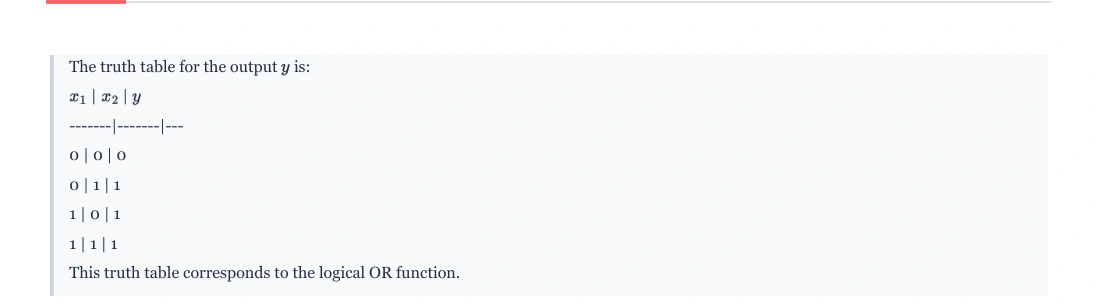 The truth table for the output y is:
x₁ | x₂ | y
-------|-------|---
0 | 0 | 0
0 | 1 | 1
1 | 0 | 1
1 | 1 | 1
This truth table corresponds to the logical OR function.